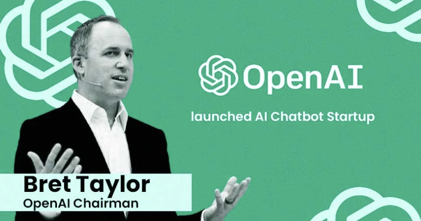 OpenAI
launched AI Chatbot Startup
Bret Taylor
OpenAI Chairman